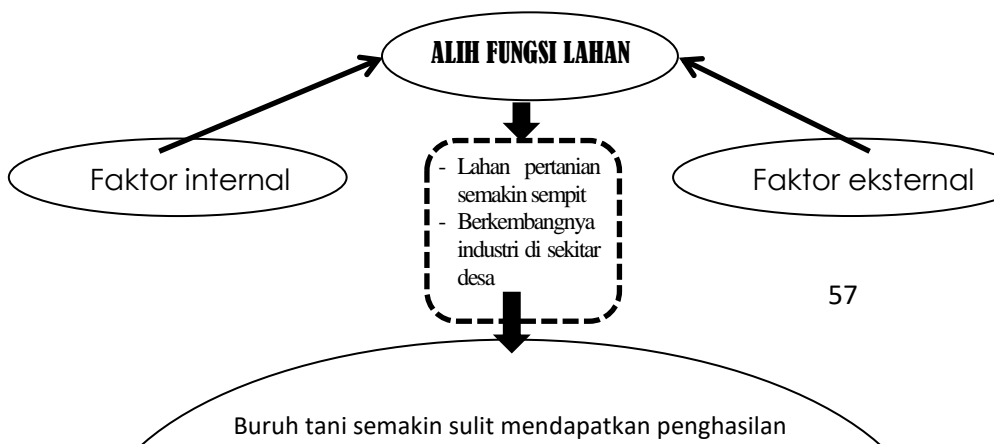 ALIH FUNGSI LAHAN
Faktor internal
- Lahan pertanian
semakin sempit
- Berkembangnya
industri di sekitar
desa
Faktor eksternal
57
Buruh tani semakin sulit mendapatkan penghasilan